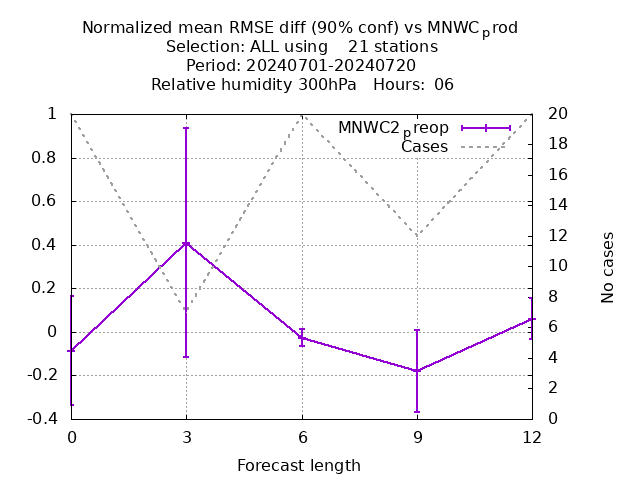 Normalized mean RMSE diff (90% conf) vs MNWC_prod
Selection: ALL using    21 stations
Period: 20240701-20240720
Relative humidity 300hPa   Hours:  06
MNWC2_preop
Cases
1
0.8
0.6
0.4
0.2
0
-0.2
-0.4
20
18
16
14
12
10
8
6
4
2
0
No cases
0 3 6 9 12
Forecast length